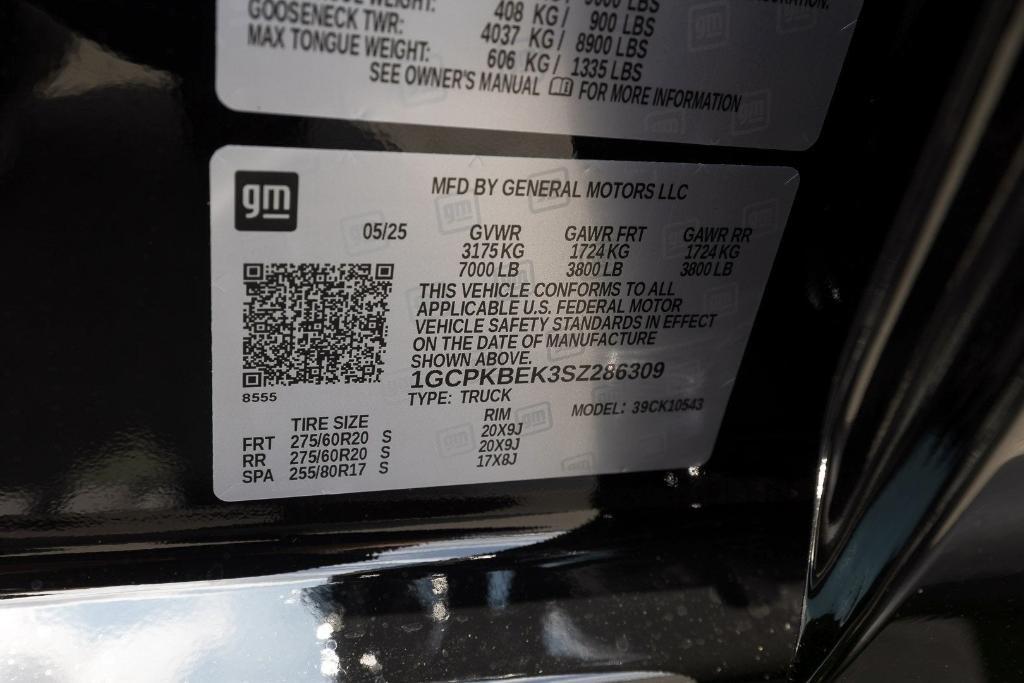 WEIGHT:
GOOSENECK TWR: 408 KG / 900 LBS
MAX TONGUE WEIGHT: 4037 KG / 8900 LBS
606 KG / 1335 LBS
SEE OWNER'S MANUAL FOR MORE INFORMATION
gm
MFD BY GENERAL MOTORS LLC
05/25 GVWR GAWR FRT GAWR RR
3175 KG 1724 KG 1724 KG
7000 LB 3800 LB 3800 LB
THIS VEHICLE CONFORMS TO ALL
APPLICABLE U.S. FEDERAL MOTOR
VEHICLE SAFETY STANDARDS IN EFFECT
ON THE DATE OF MANUFACTURE
SHOWN ABOVE.
8555
1GCPKBEK3SZ286309
TYPE: TRUCK
MODEL: 39CK10543
TIRE SIZE RIM
FRT 275/60R20 S 20X9J
RR 275/60R20 S 20X9J
SPA 255/80R17 S 17X8J